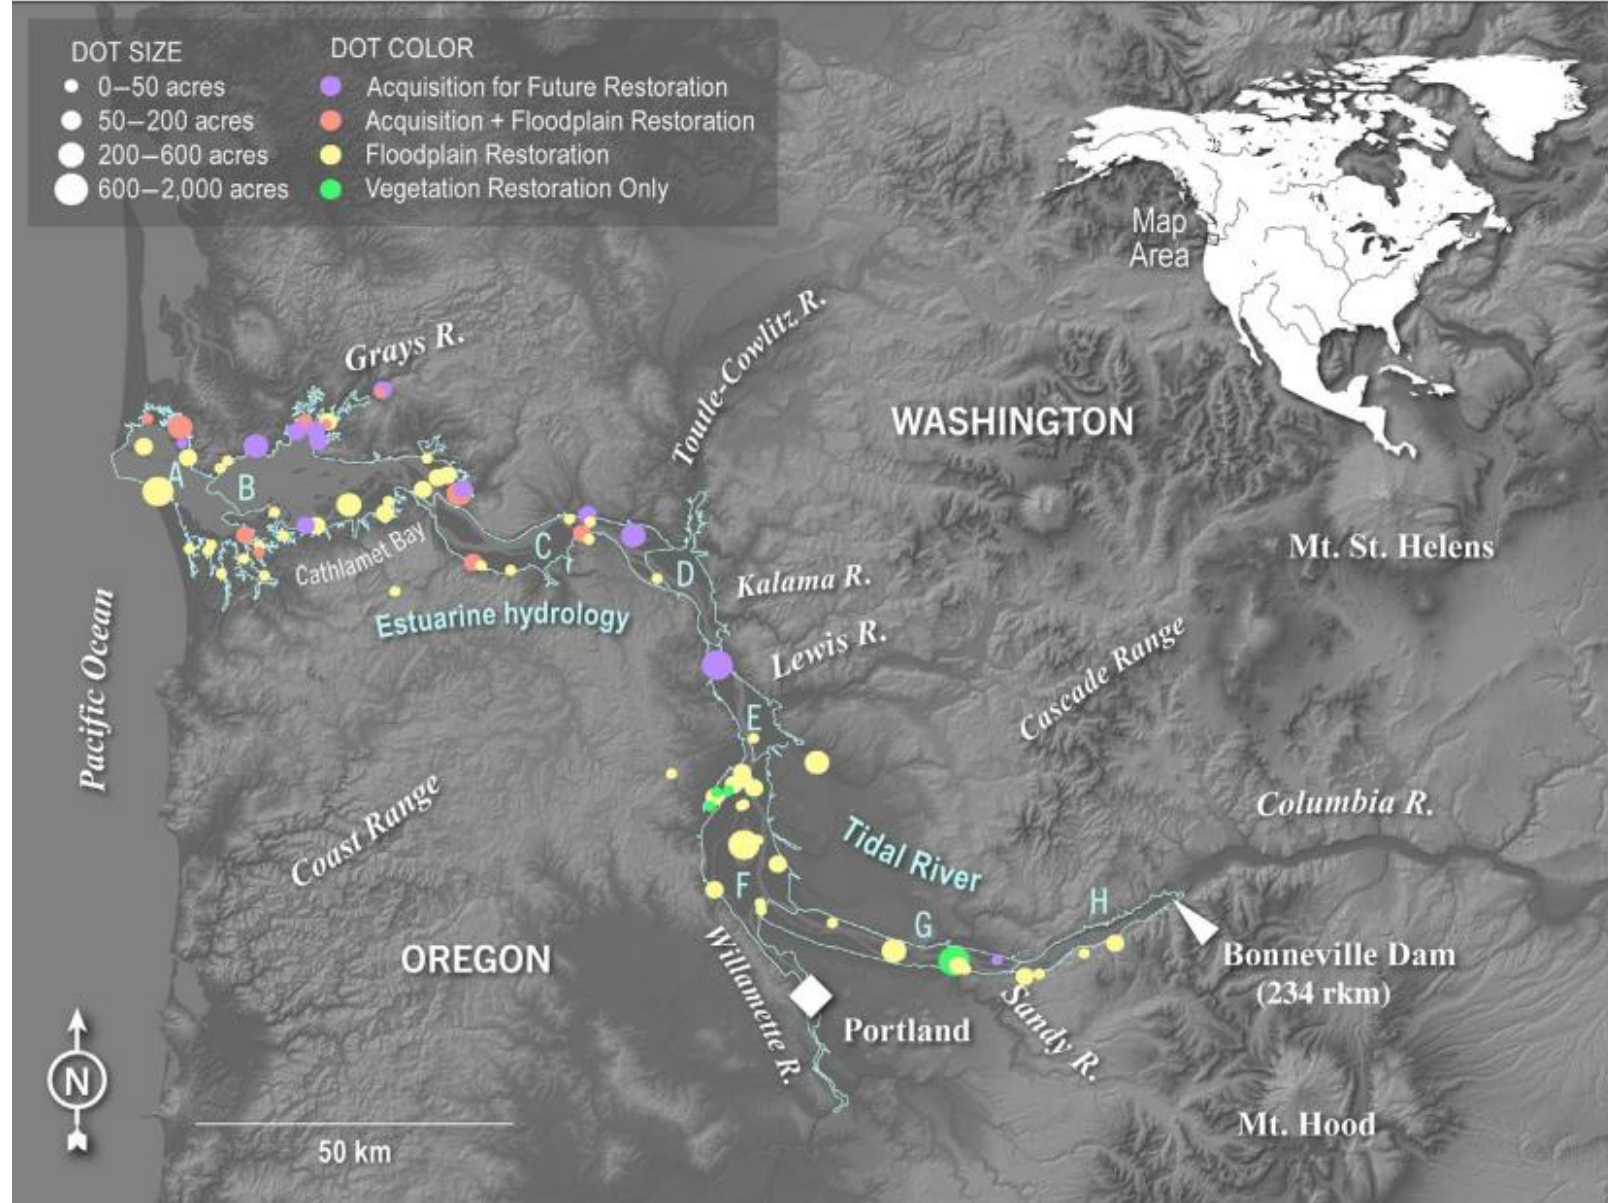 DOT SIZE
0–50 acres
50–200 acres
200–600 acres
600–2,000 acres
DOT COLOR
Acquisition for Future Restoration
Acquisition + Floodplain Restoration
Floodplain Restoration
Vegetation Restoration Only
Map
Area
Grays R.
Toutle-Cowlitz R.
WASHINGTON
A
B
Cathlamet Bay
C
D
Mt. St. Helens
Kalama R.
Estuarine hydrology
Lewis R.
Pacific Ocean
Cascade Range
E
Coast Range
Columbia R.
Tidal River
F
G
H
OREGON
Willamette R.
Bonneville Dam
(234 rkm)
Sandy R.
Portland
N
50 km
Mt. Hood